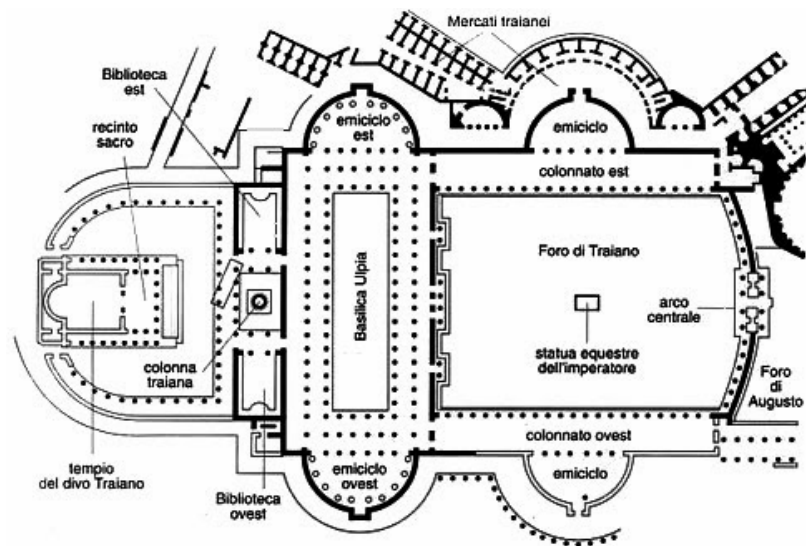 Mercati traianei
Biblioteca
est
recinto
sacro
emiciclo
est
emiciclo
colonnato est
Basilica Ulpia
Foro di Traiano
arco
centrale
statua equestre
dell'imperatore
colonna
traiana
Foro
di
Augusto
colonnato ovest
tempio
del divo Traiano
Biblioteca
ovest
emiciclo
ovest
emiciclo